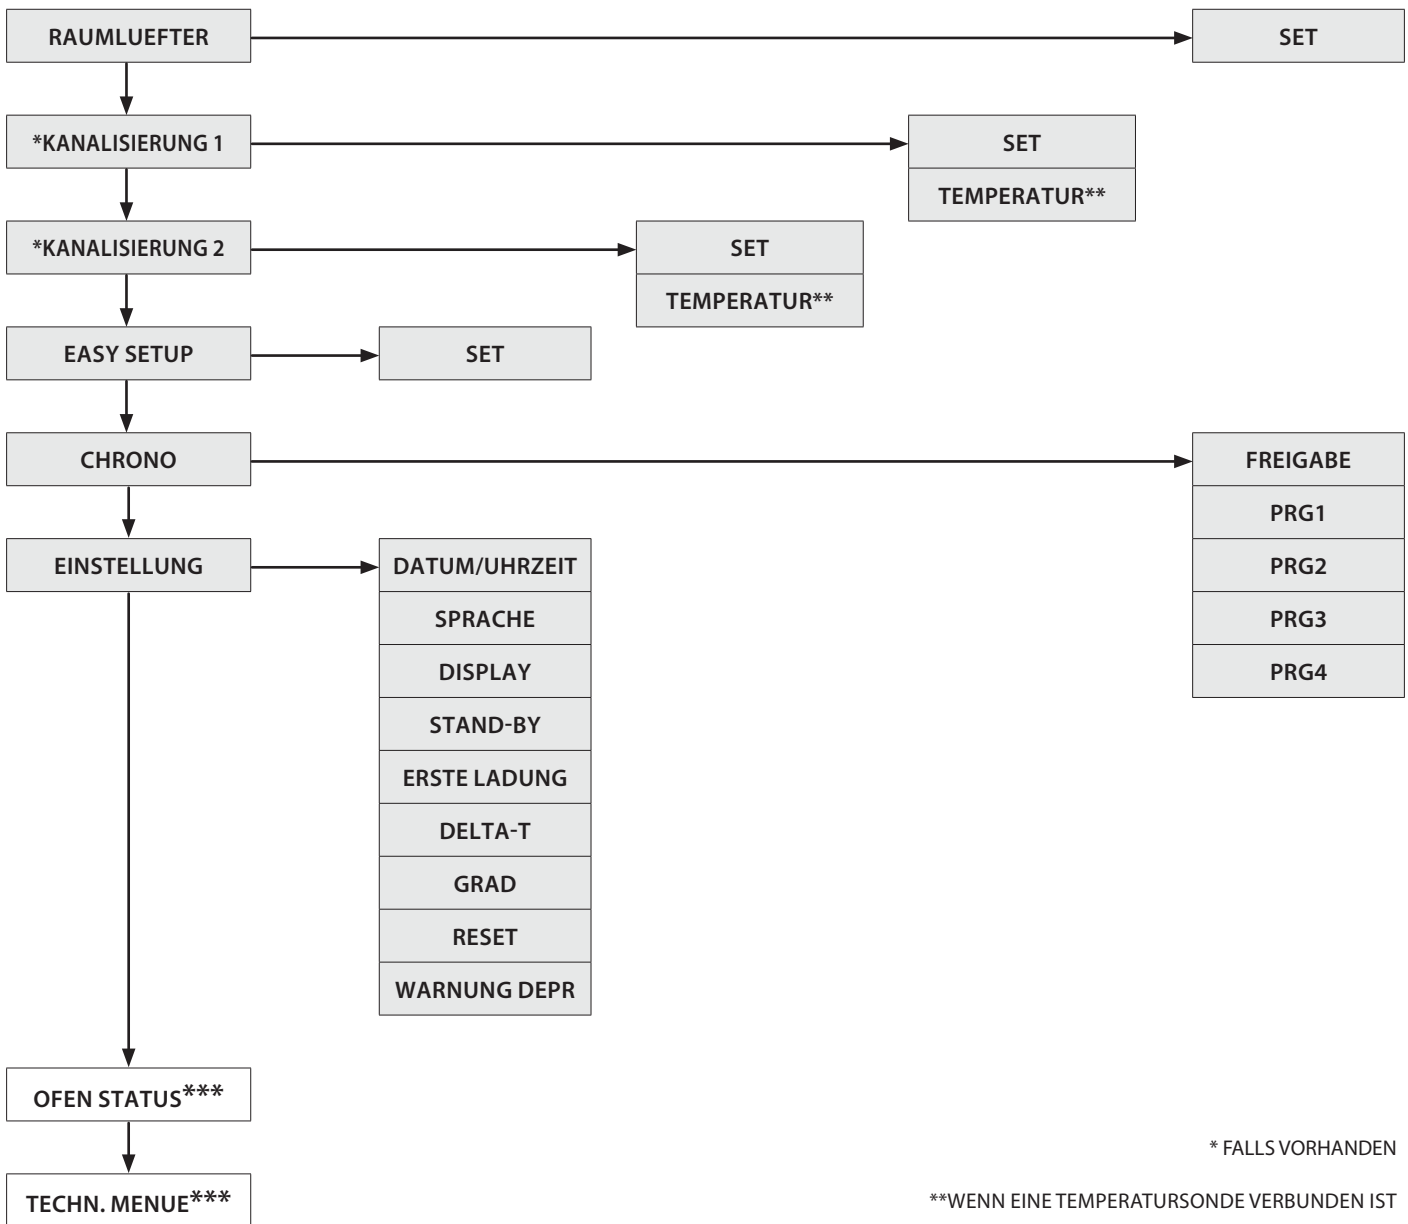 RAUMLUEFTER
SET
*KANALISIERUNG 1
SET
TEMPERATUR**
*KANALISIERUNG 2
SET
TEMPERATUR**
EASY SETUP
SET
CHRONO
FREIGABE
PRG1
PRG2
PRG3
PRG4
EINSTELLUNG
DATUM/UHRZEIT
SPRACHE
DISPLAY
STAND-BY
ERSTE LADUNG
DELTA-T
GRAD
RESET
WARNUNG DEPR
OFEN STATUS***
TECHN. MENUE***
* FALLS VORHANDEN
**WENN EINE TEMPERATURSONDE VERBUNDEN IST